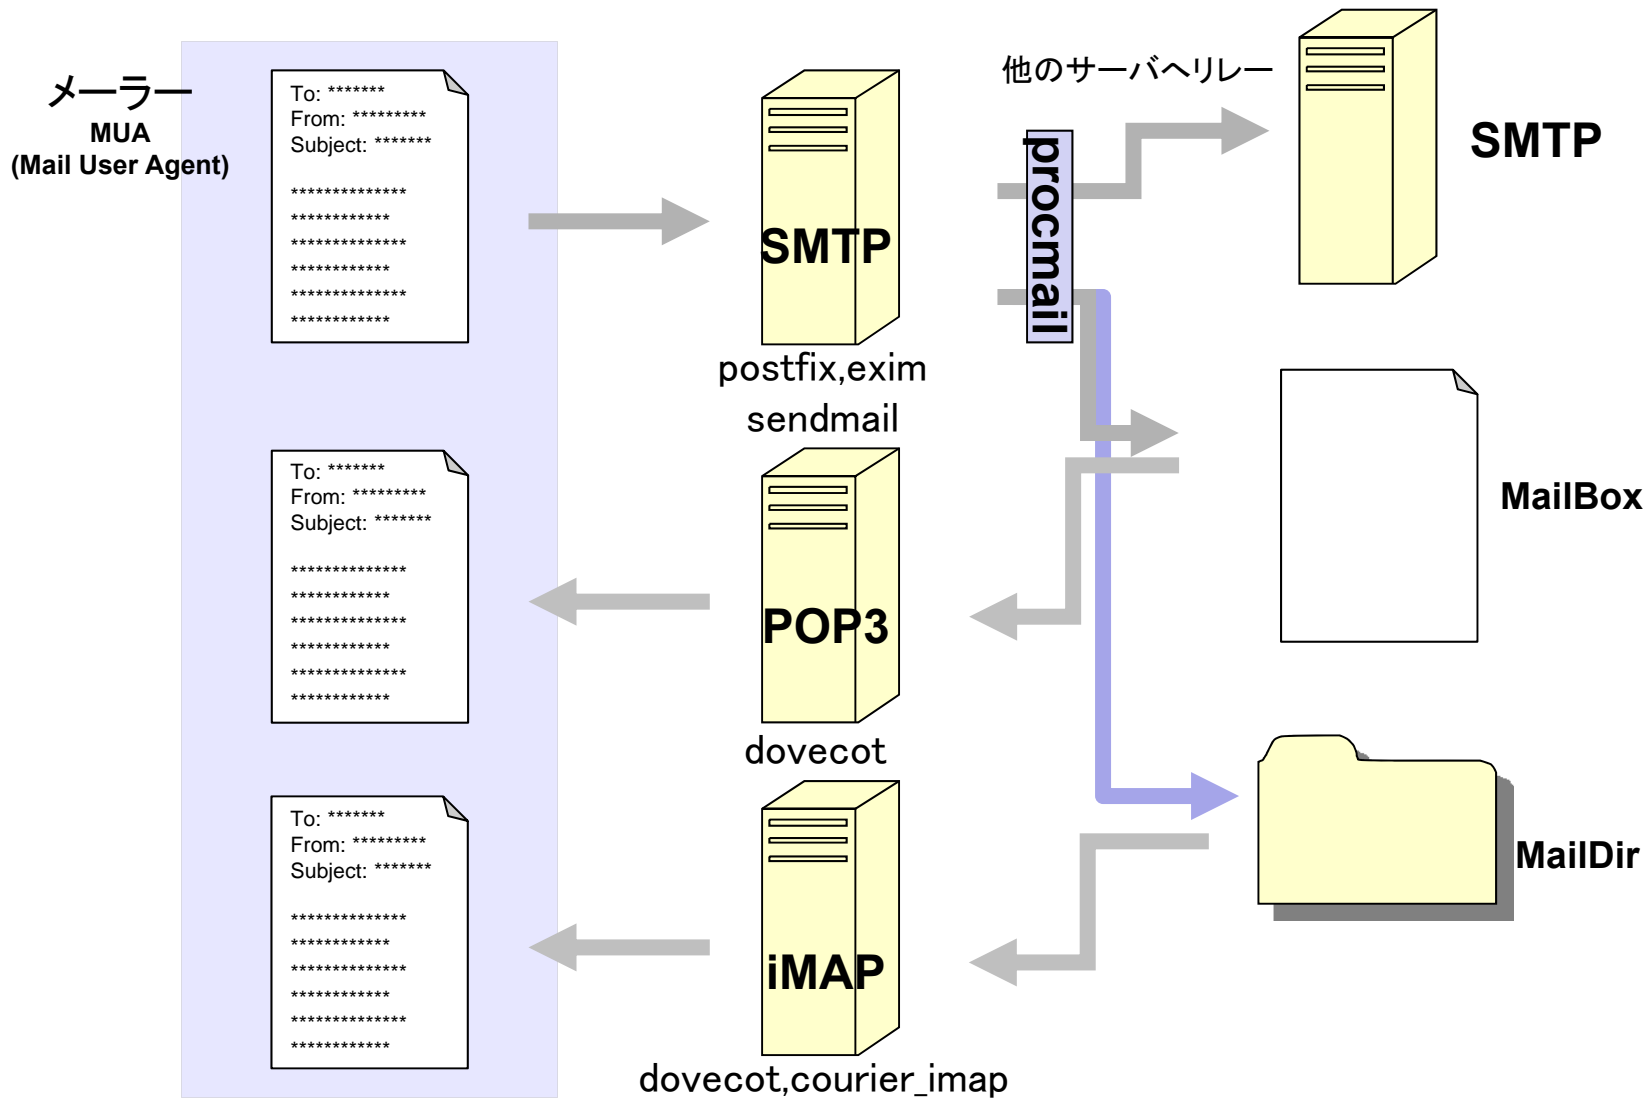 メーラー
MUA
(Mail User Agent)
To: *******
From: *********
Subject: *******
**************
************
**************
************
**************
************
SMTP
postfix,exim
sendmail
procmail
他のサーバへリレー
SMTP
To: *******
From: *********
Subject: *******
**************
************
**************
************
**************
************
POP3
dovecot
MailBox
To: *******
From: *********
Subject: *******
**************
************
**************
************
**************
************
iMAP
dovecot,courier_imap
MailDir